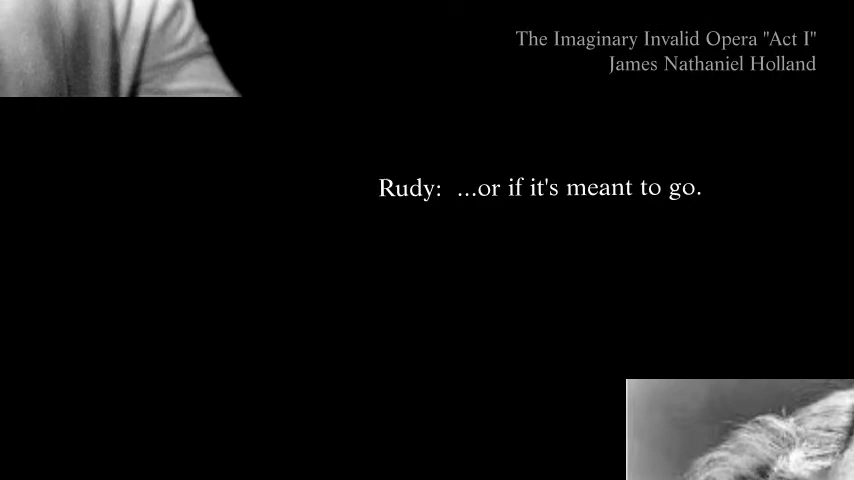 The Imaginary Invalid Opera "Act I"
James Nathaniel Holland
Rudy: ...or if it's meant to go.